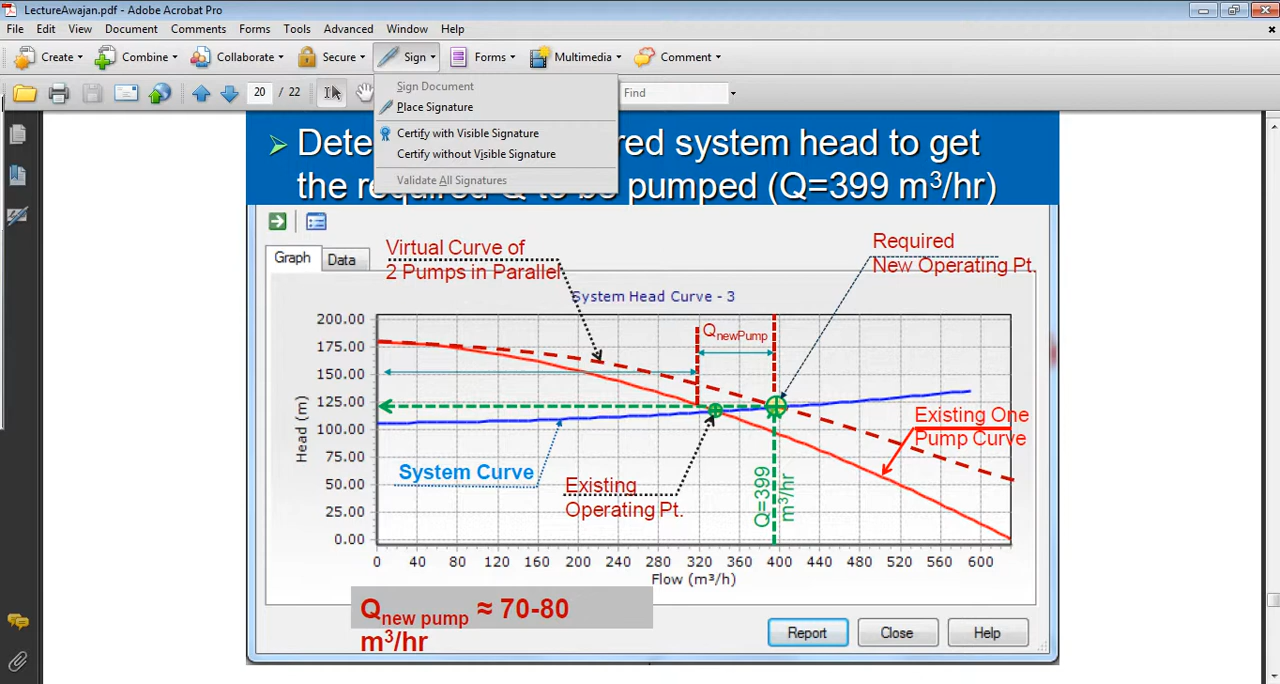 LectureAwajan.pdf - Adobe Acrobat Pro
File Edit View Document Comments Forms Tools Advanced Window Help
Create Combine Collaborate Secure Sign Forms Multimedia Comment
20 / 22 Find
Sign Document
Place Signature
Certify with Visible Signature
Certify without Visible Signature
Validate All Signatures
red system head to get
to be pumped (Q=399 m³/hr)
Graph Data
Virtual Curve of
2 Pumps in Parallel
Required
New Operating Pt.
System Head Curve - 3
200.00
175.00
150.00
125.00
100.00
75.00
50.00
25.00
0.00
Head (m)
QnewPump
Existing One
Pump Curve
System Curve
Existing
Operating Pt.
Q=399
m³/hr
0 40 80 120 160 200 240 280 320 360 400 440 480 520 560 600
Flow (m³/h)
Qnew pump ≈ 70-80
m³/hr
Report Close Help